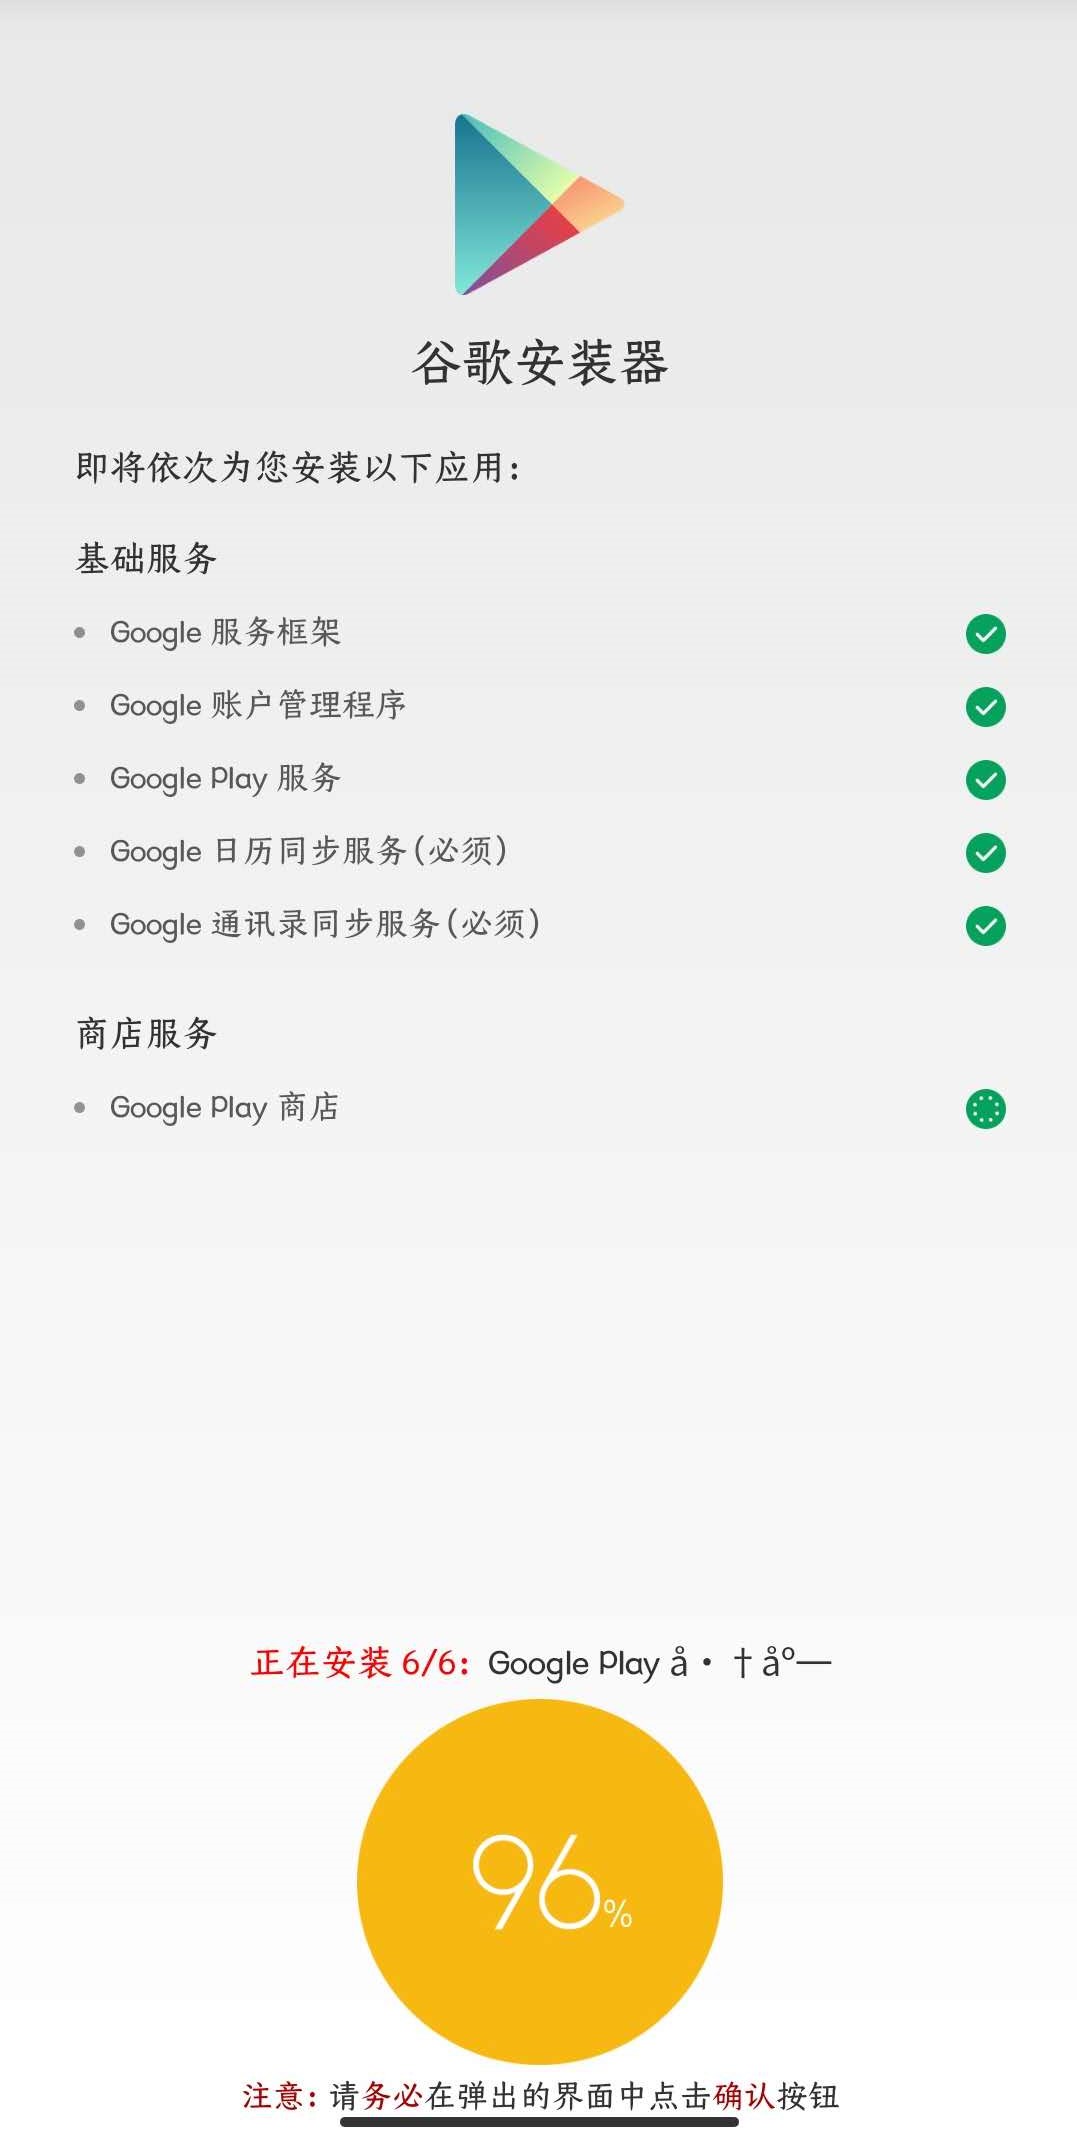 谷歌安装器
即将依次为您安装以下应用：
基础服务
Google 服务框架
Google 账户管理程序
Google Play 服务
Google 日历同步服务(必须)
Google 通讯录同步服务(必须)
商店服务
Google Play 商店
正在安装 6/6：Google Play å • † åº—
96%
注意：请务必在弹出的界面中点击确认按钮